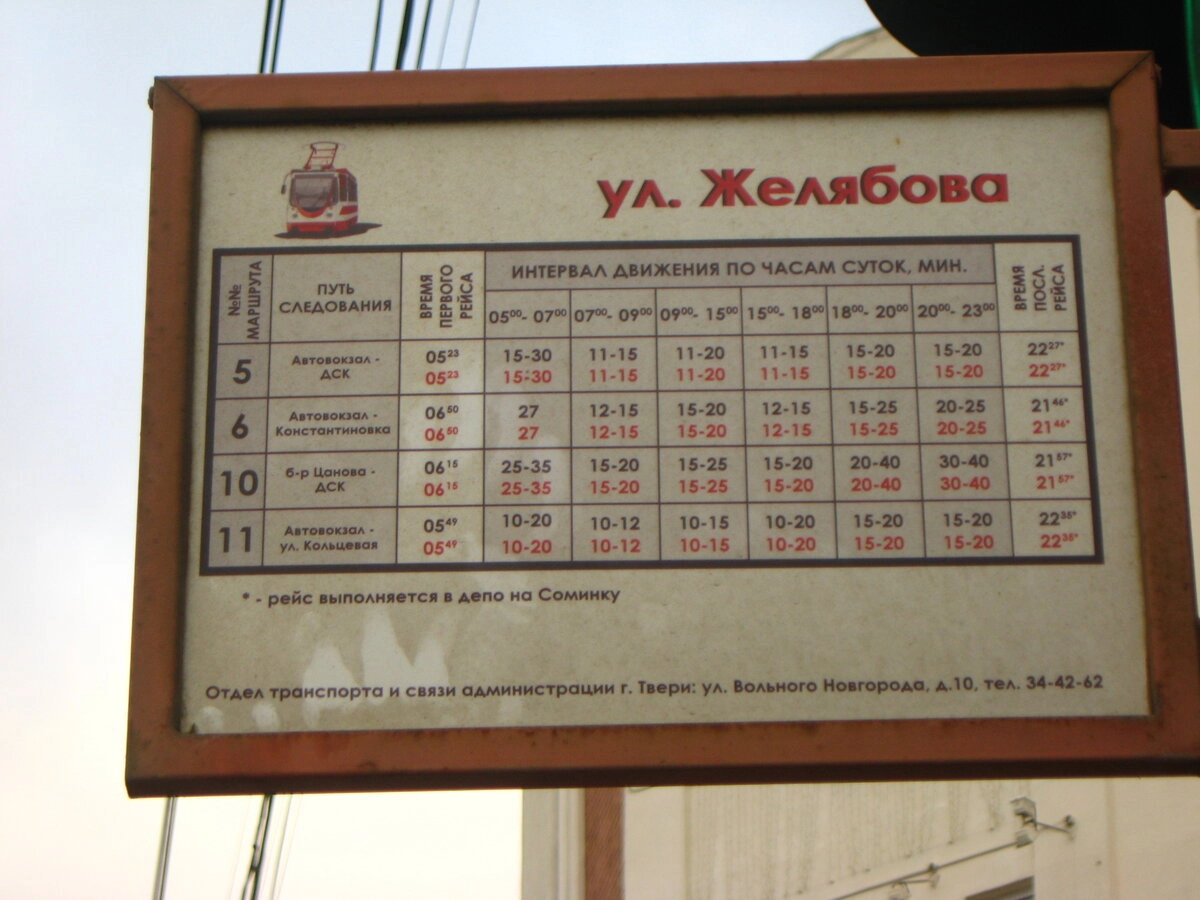 ул. Желябова
№№ МАРШРУТА
ПУТЬ СЛЕДОВАНИЯ
ВРЕМЯ ПЕРВОГО РЕЙСА
ИНТЕРВАЛ ДВИЖЕНИЯ ПО ЧАСАМ СУТОК, МИН.
ВРЕМЯ ПОСЛ. РЕЙСА
05⁰⁰- 07⁰⁰ 07⁰⁰- 09⁰⁰ 09⁰⁰- 15⁰⁰ 15⁰⁰- 18⁰⁰ 18⁰⁰- 20⁰⁰ 20⁰⁰- 23⁰⁰
5 Автовокзал - 05²³ 15-30 11-15 11-20 11-15 15-20 15-20 22²⁷*
ДСК 05²³ 15-30 11-15 11-20 11-15 15-20 15-20 22²⁷*
6 Автовокзал - 06⁵⁰ 27 12-15 15-20 12-15 15-25 20-25 21⁴⁶*
Константиновка 06⁵⁰ 27 12-15 15-20 12-15 15-25 20-25 21⁴⁶*
10 б-р Цанова - 06¹⁵ 25-35 15-20 15-25 15-20 20-40 30-40 21⁵⁷*
ДСК 06¹⁵ 25-35 15-20 15-25 15-20 20-40 30-40 21⁵⁷*
11 Автовокзал - 05⁴⁹ 10-20 10-12 10-15 10-20 15-20 15-20 22³⁵*
ул. Кольцевая 05⁴⁹ 10-20 10-12 10-15 10-20 15-20 15-20 22³⁵*
* - рейс выполняется в депо на Соминку
Отдел транспорта и связи администрации г. Твери: ул. Вольного Новгорода, д.10, тел. 34-42-62